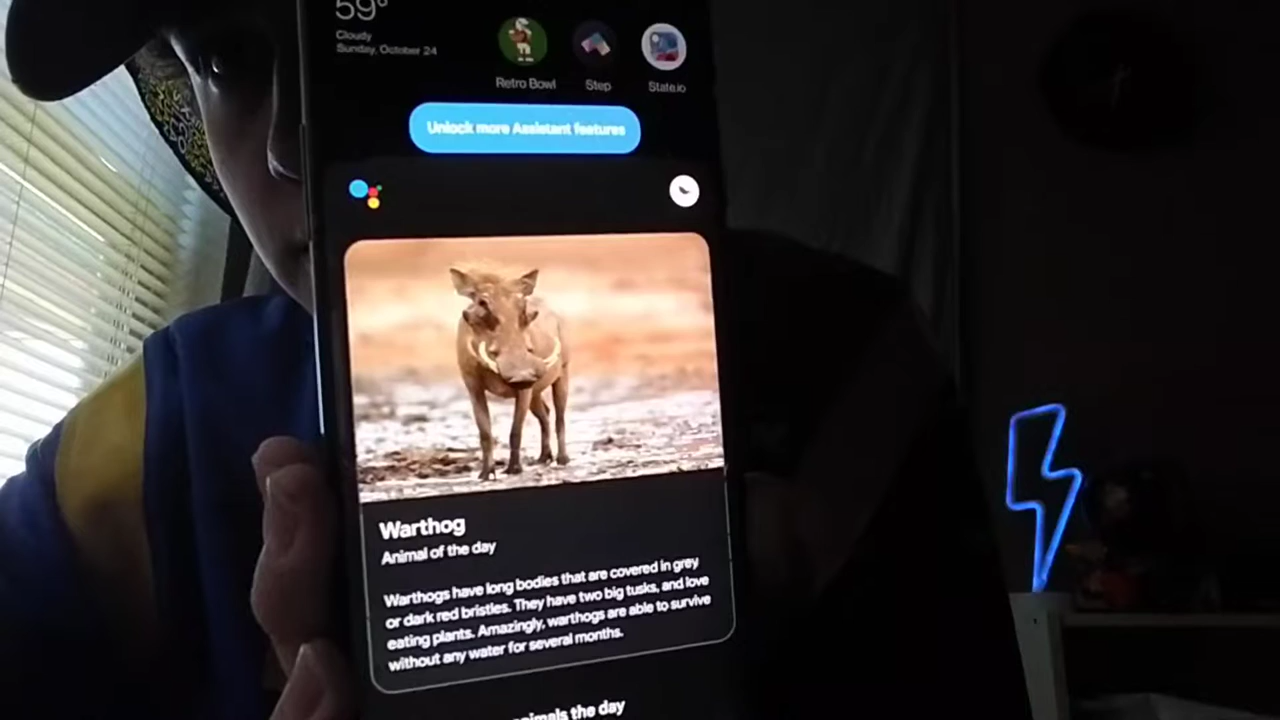 59°
Cloudy
Sunday, October 24
Retro Bowl
Step
State.io
Unlock more Assistant features
Warthog
Animal of the day
Warthogs have long bodies that are covered in grey
or dark red bristles. They have two big tusks, and love
eating plants. Amazingly, warthogs are able to survive
without any water for several months.
the day